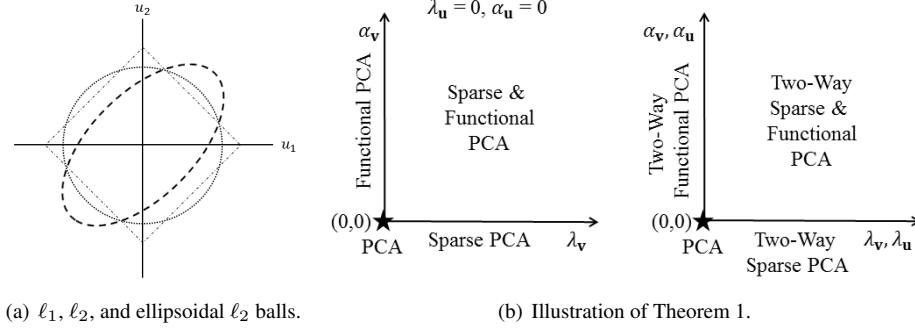 u₂
u₁
(a) ℓ₁, ℓ₂, and ellipsoidal ℓ₂ balls.
λ𝐮 = 0, α𝐮 = 0
α𝐯
Functional PCA
Sparse &
Functional
PCA
(0,0)
PCA
Sparse PCA
λ𝐯
α𝐯, α𝐮
Two-Way
Functional PCA
Two-Way
Sparse &
Functional
PCA
(0,0)
PCA
Two-Way
Sparse PCA
λ𝐯, λ𝐮
(b) Illustration of Theorem 1.